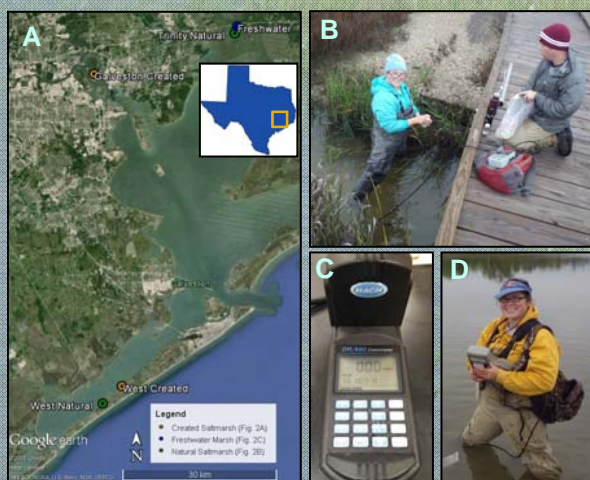 A
Trinity Natural
Freshwater
Galveston Created
West Created
West Natural
Legend
Created Saltmarsh (Fig. 2A)
Freshwater Marsh (Fig. 2C)
Natural Saltmarsh (Fig. 2B)
Google earth
N
30 km
B
C
HACH
000
D